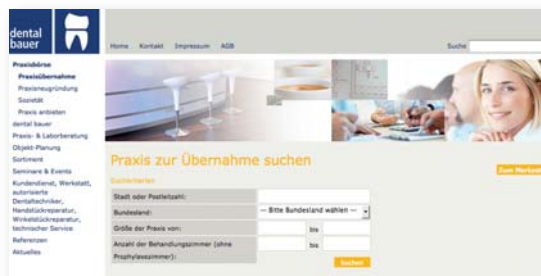 dental
bauer
Home Kontakt Impressum AGB
Suche
Praxisbörse
Praxisübernahme
Praxisneugründung
Sozietät
Praxis anbieten
dental bauer
Praxis- & Laborberatung
Objekt-Planung
Sortiment
Seminare & Events
Kundendienst, Werkstatt,
autorisierte
Dentaltechniker,
Handstückreparatur,
Winkelstückreparatur,
technischer Service
Referenzen
Aktuelles
Praxis zur Übernahme suchen
Zum Merkzettel
Suchkriterien
Stadt oder Postleitzahl:
Bundesland: --- Bitte Bundesland wählen ---
Größe der Praxis von: bis
Anzahl der Behandlungszimmer (ohne bis
Prophylaxezimmer):
Suchen